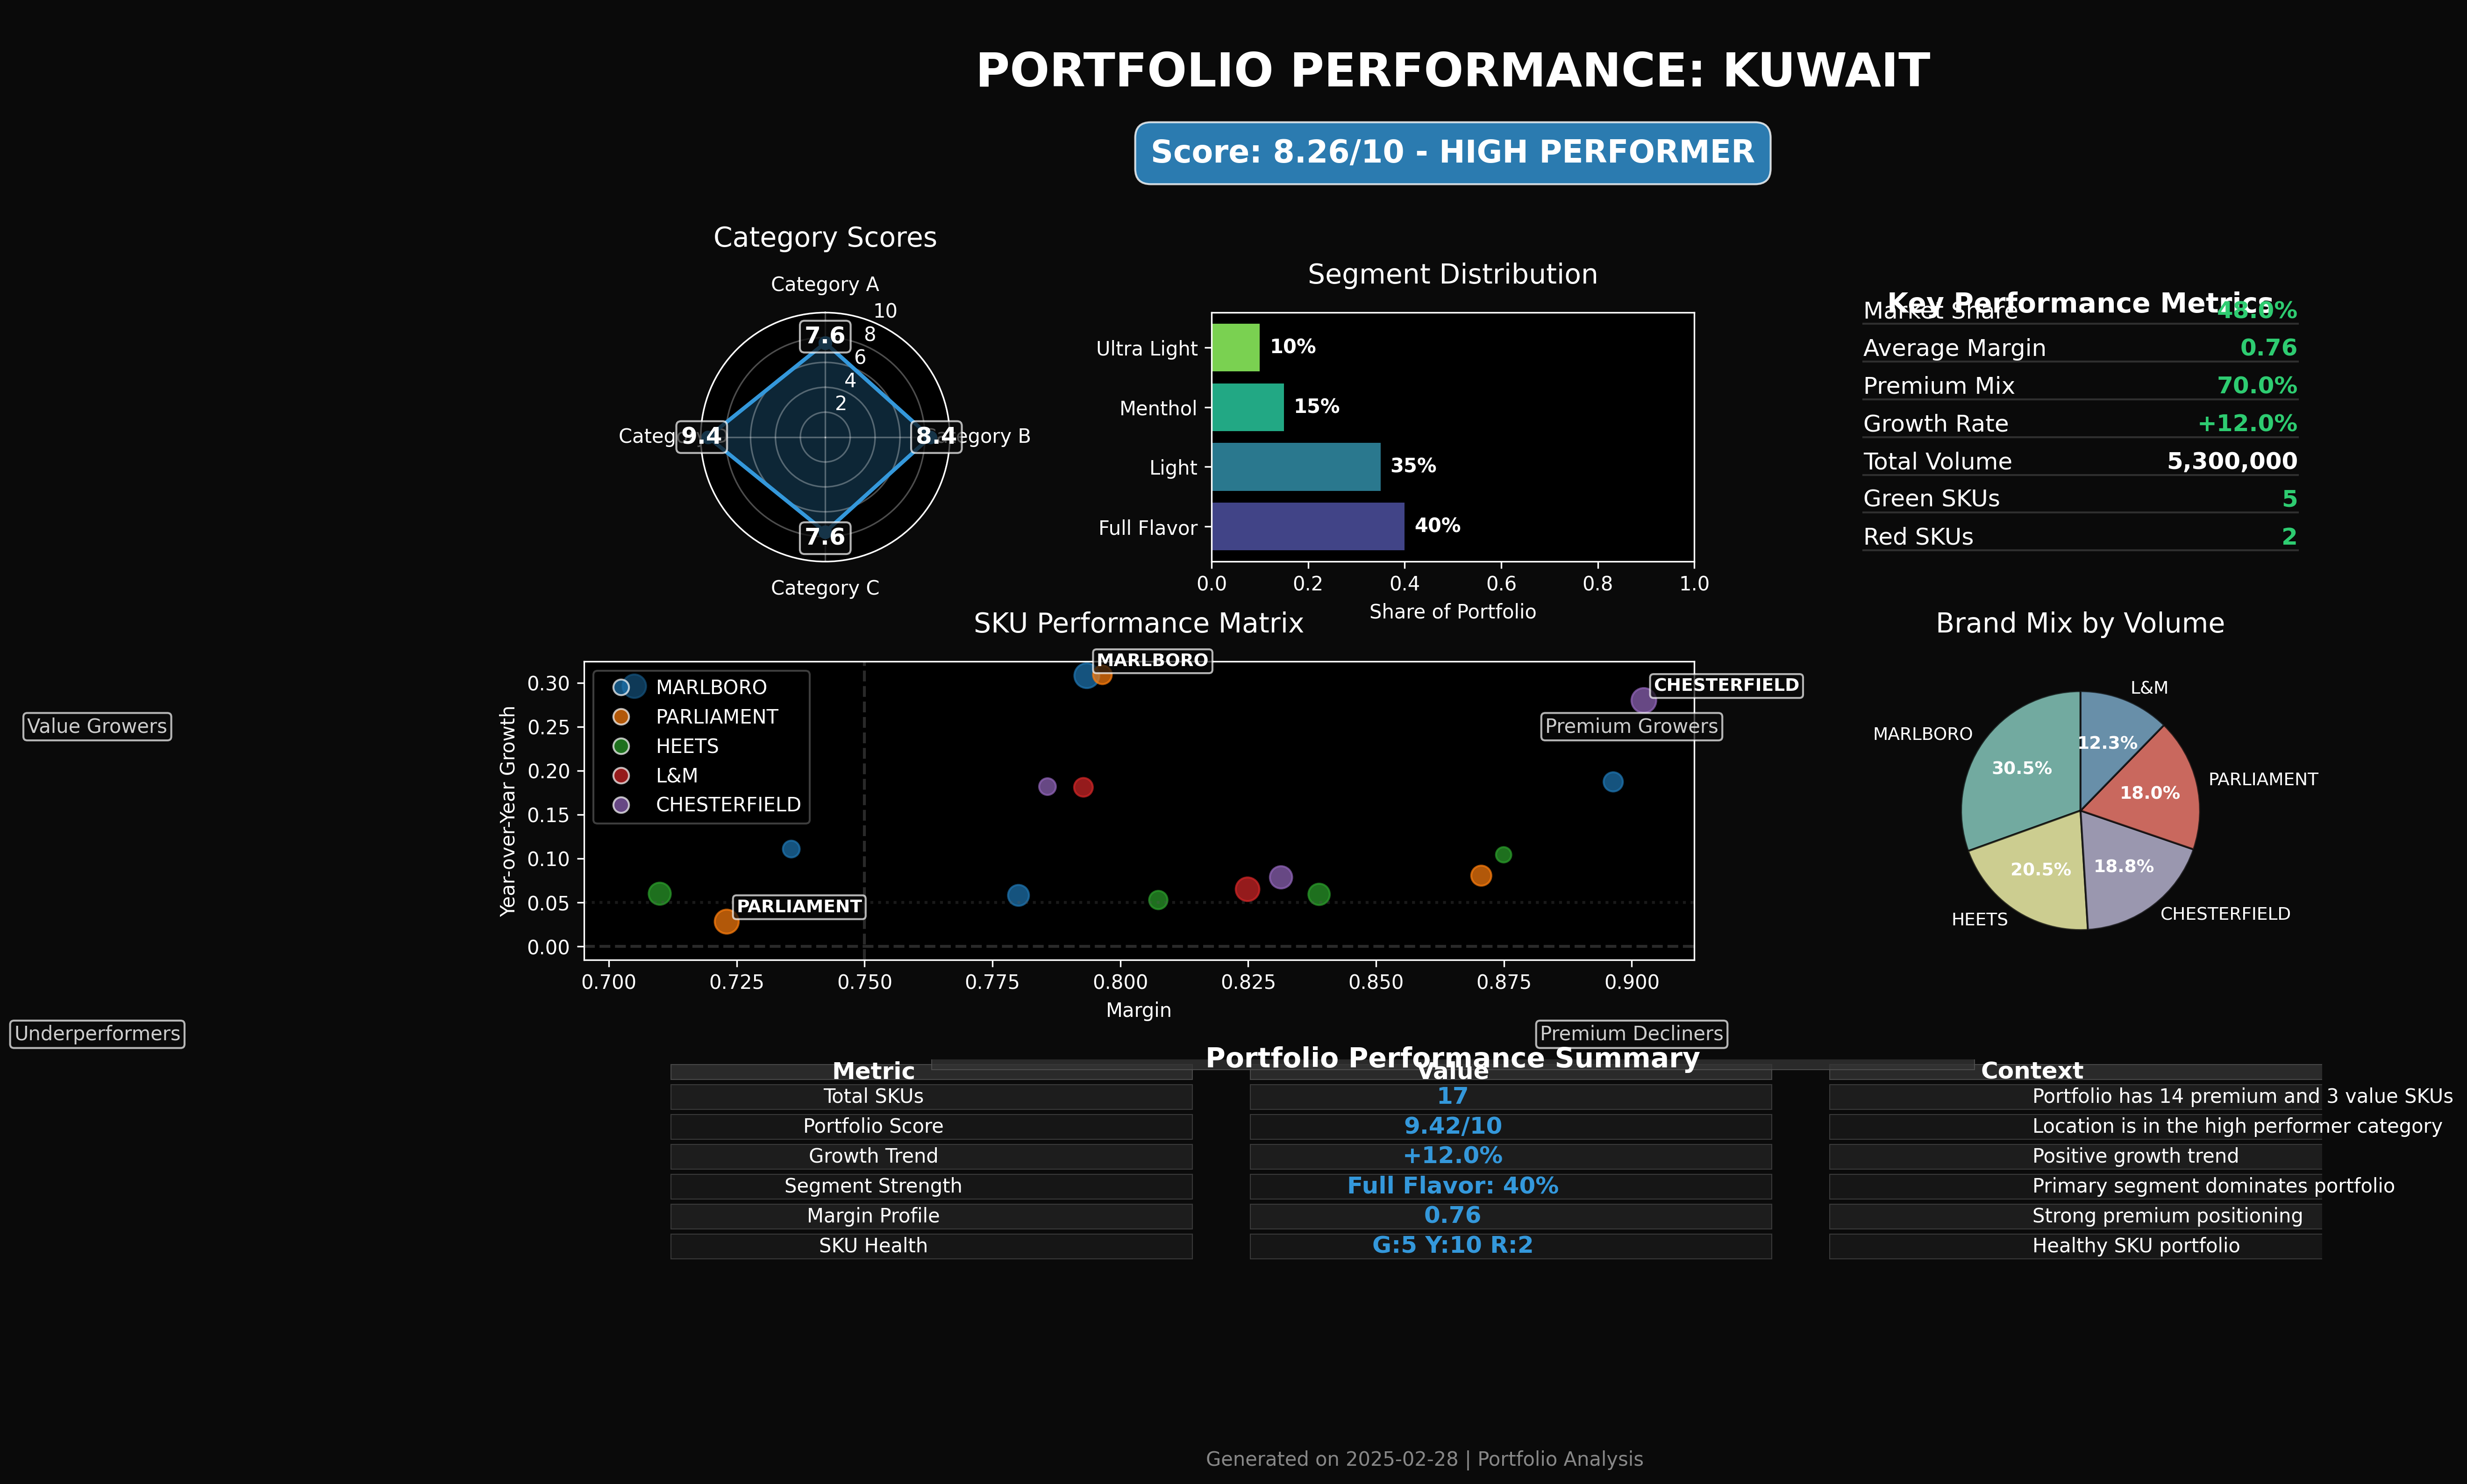 PORTFOLIO PERFORMANCE: KUWAIT
Score: 8.26/10 - HIGH PERFORMER
Category Scores
Category A
10
8
6
4
2
7.6
9.4
8.4
7.6
Categ
egory B
Category C
Segment Distribution
Ultra Light
10%
Menthol
15%
Light
35%
Full Flavor
40%
0.0 0.2 0.4 0.6 0.8 1.0
Share of Portfolio
Key Performance Metrics
Market Share 48.0%
Average Margin 0.76
Premium Mix 70.0%
Growth Rate +12.0%
Total Volume 5,300,000
Green SKUs 5
Red SKUs 2
SKU Performance Matrix
MARLBORO
CHESTERFIELD
PARLIAMENT
MARLBORO
PARLIAMENT
HEETS
L&M
CHESTERFIELD
Value Growers
Premium Growers
Underperformers
Premium Decliners
Year-over-Year Growth
0.30
0.25
0.20
0.15
0.10
0.05
0.00
0.700 0.725 0.750 0.775 0.800 0.825 0.850 0.875 0.900
Margin
Brand Mix by Volume
L&M
12.3%
MARLBORO
30.5%
PARLIAMENT
18.0%
HEETS
20.5%
CHESTERFIELD
18.8%
Portfolio Performance Summary
Metric Value Context
Total SKUs 17 Portfolio has 14 premium and 3 value SKUs
Portfolio Score 9.42/10 Location is in the high performer category
Growth Trend +12.0% Positive growth trend
Segment Strength Full Flavor: 40% Primary segment dominates portfolio
Margin Profile 0.76 Strong premium positioning
SKU Health G:5 Y:10 R:2 Healthy SKU portfolio
Generated on 2025-02-28 | Portfolio Analysis